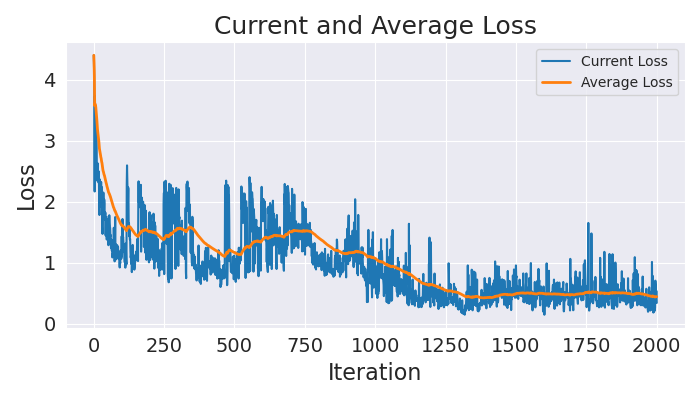 Current and Average Loss
Current Loss
Average Loss
Loss
4
3
2
1
0
0 250 500 750 1000 1250 1500 1750 2000
Iteration